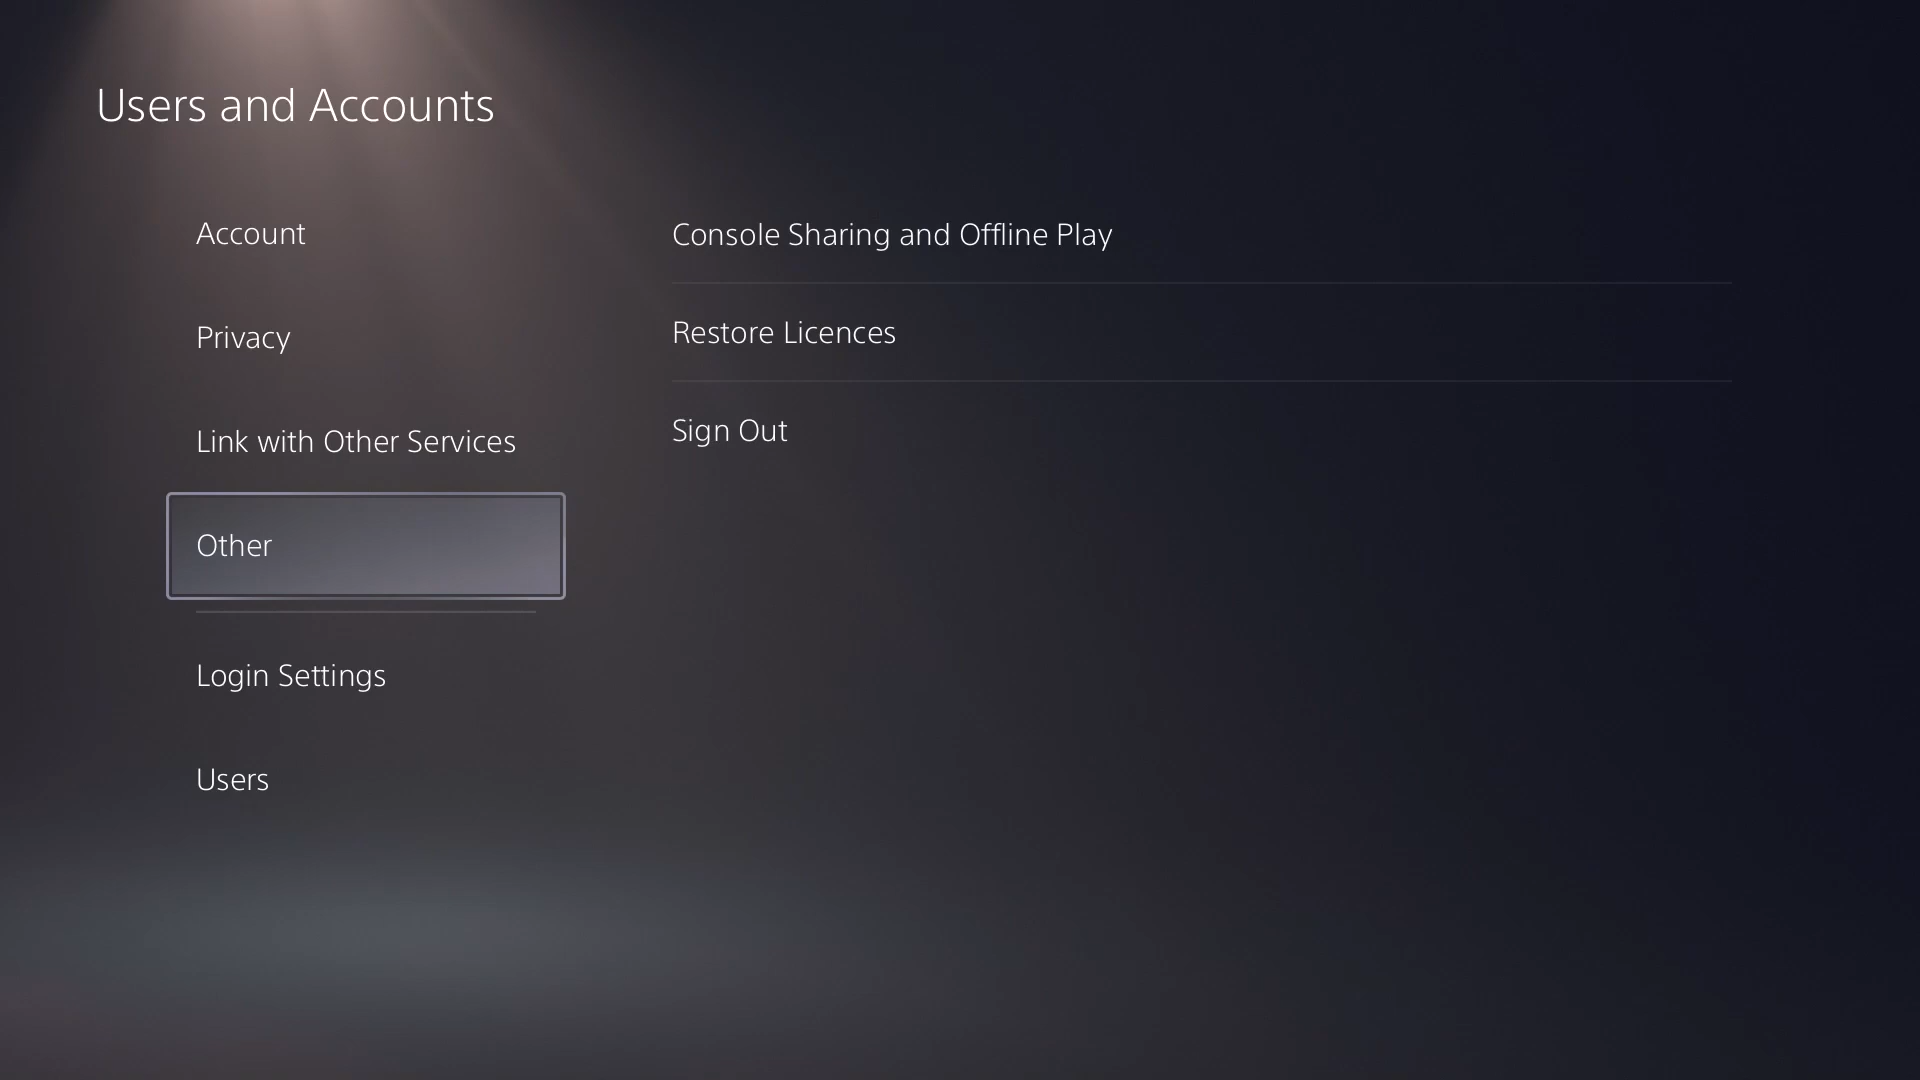 Users and Accounts
Account
Privacy
Link with Other Services
Other
Login Settings
Users
Console Sharing and Offline Play
Restore Licences
Sign Out